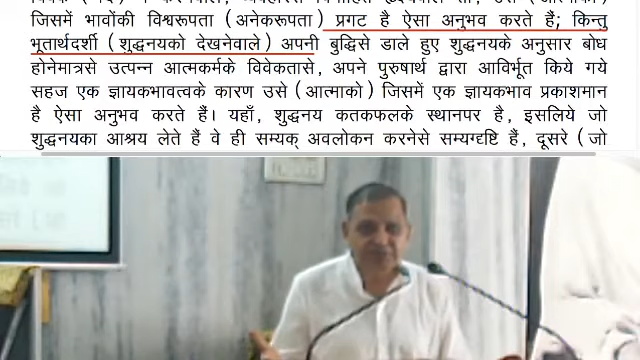 जिसमें भावोंकी विश्वरूपता (अनेकरूपता) प्रगट है ऐसा अनुभव करते हैं; किन्तु
भूतार्थदर्शी (शुद्धनयको देखनेवाले) अपनी बुद्धिसे डाले हुए शुद्धनयके अनुसार बोध
होनेमात्रसे उत्पन्न आत्मकर्मके विवेकतासे, अपने पुरुषार्थ द्वारा आविर्भूत किये गये
सहज एक ज्ञायकभावत्वके कारण उसे (आत्माको) जिसमें एक ज्ञायकभाव प्रकाशमान
है ऐसा अनुभव करते हैं। यहाँ, शुद्धनय कतकफलके स्थानपर है, इसलिये जो
शुद्धनयका आश्रय लेते हैं वे ही सम्यक् अवलोकन करनेसे सम्यग्दृष्टि हैं, दूसरे (जो